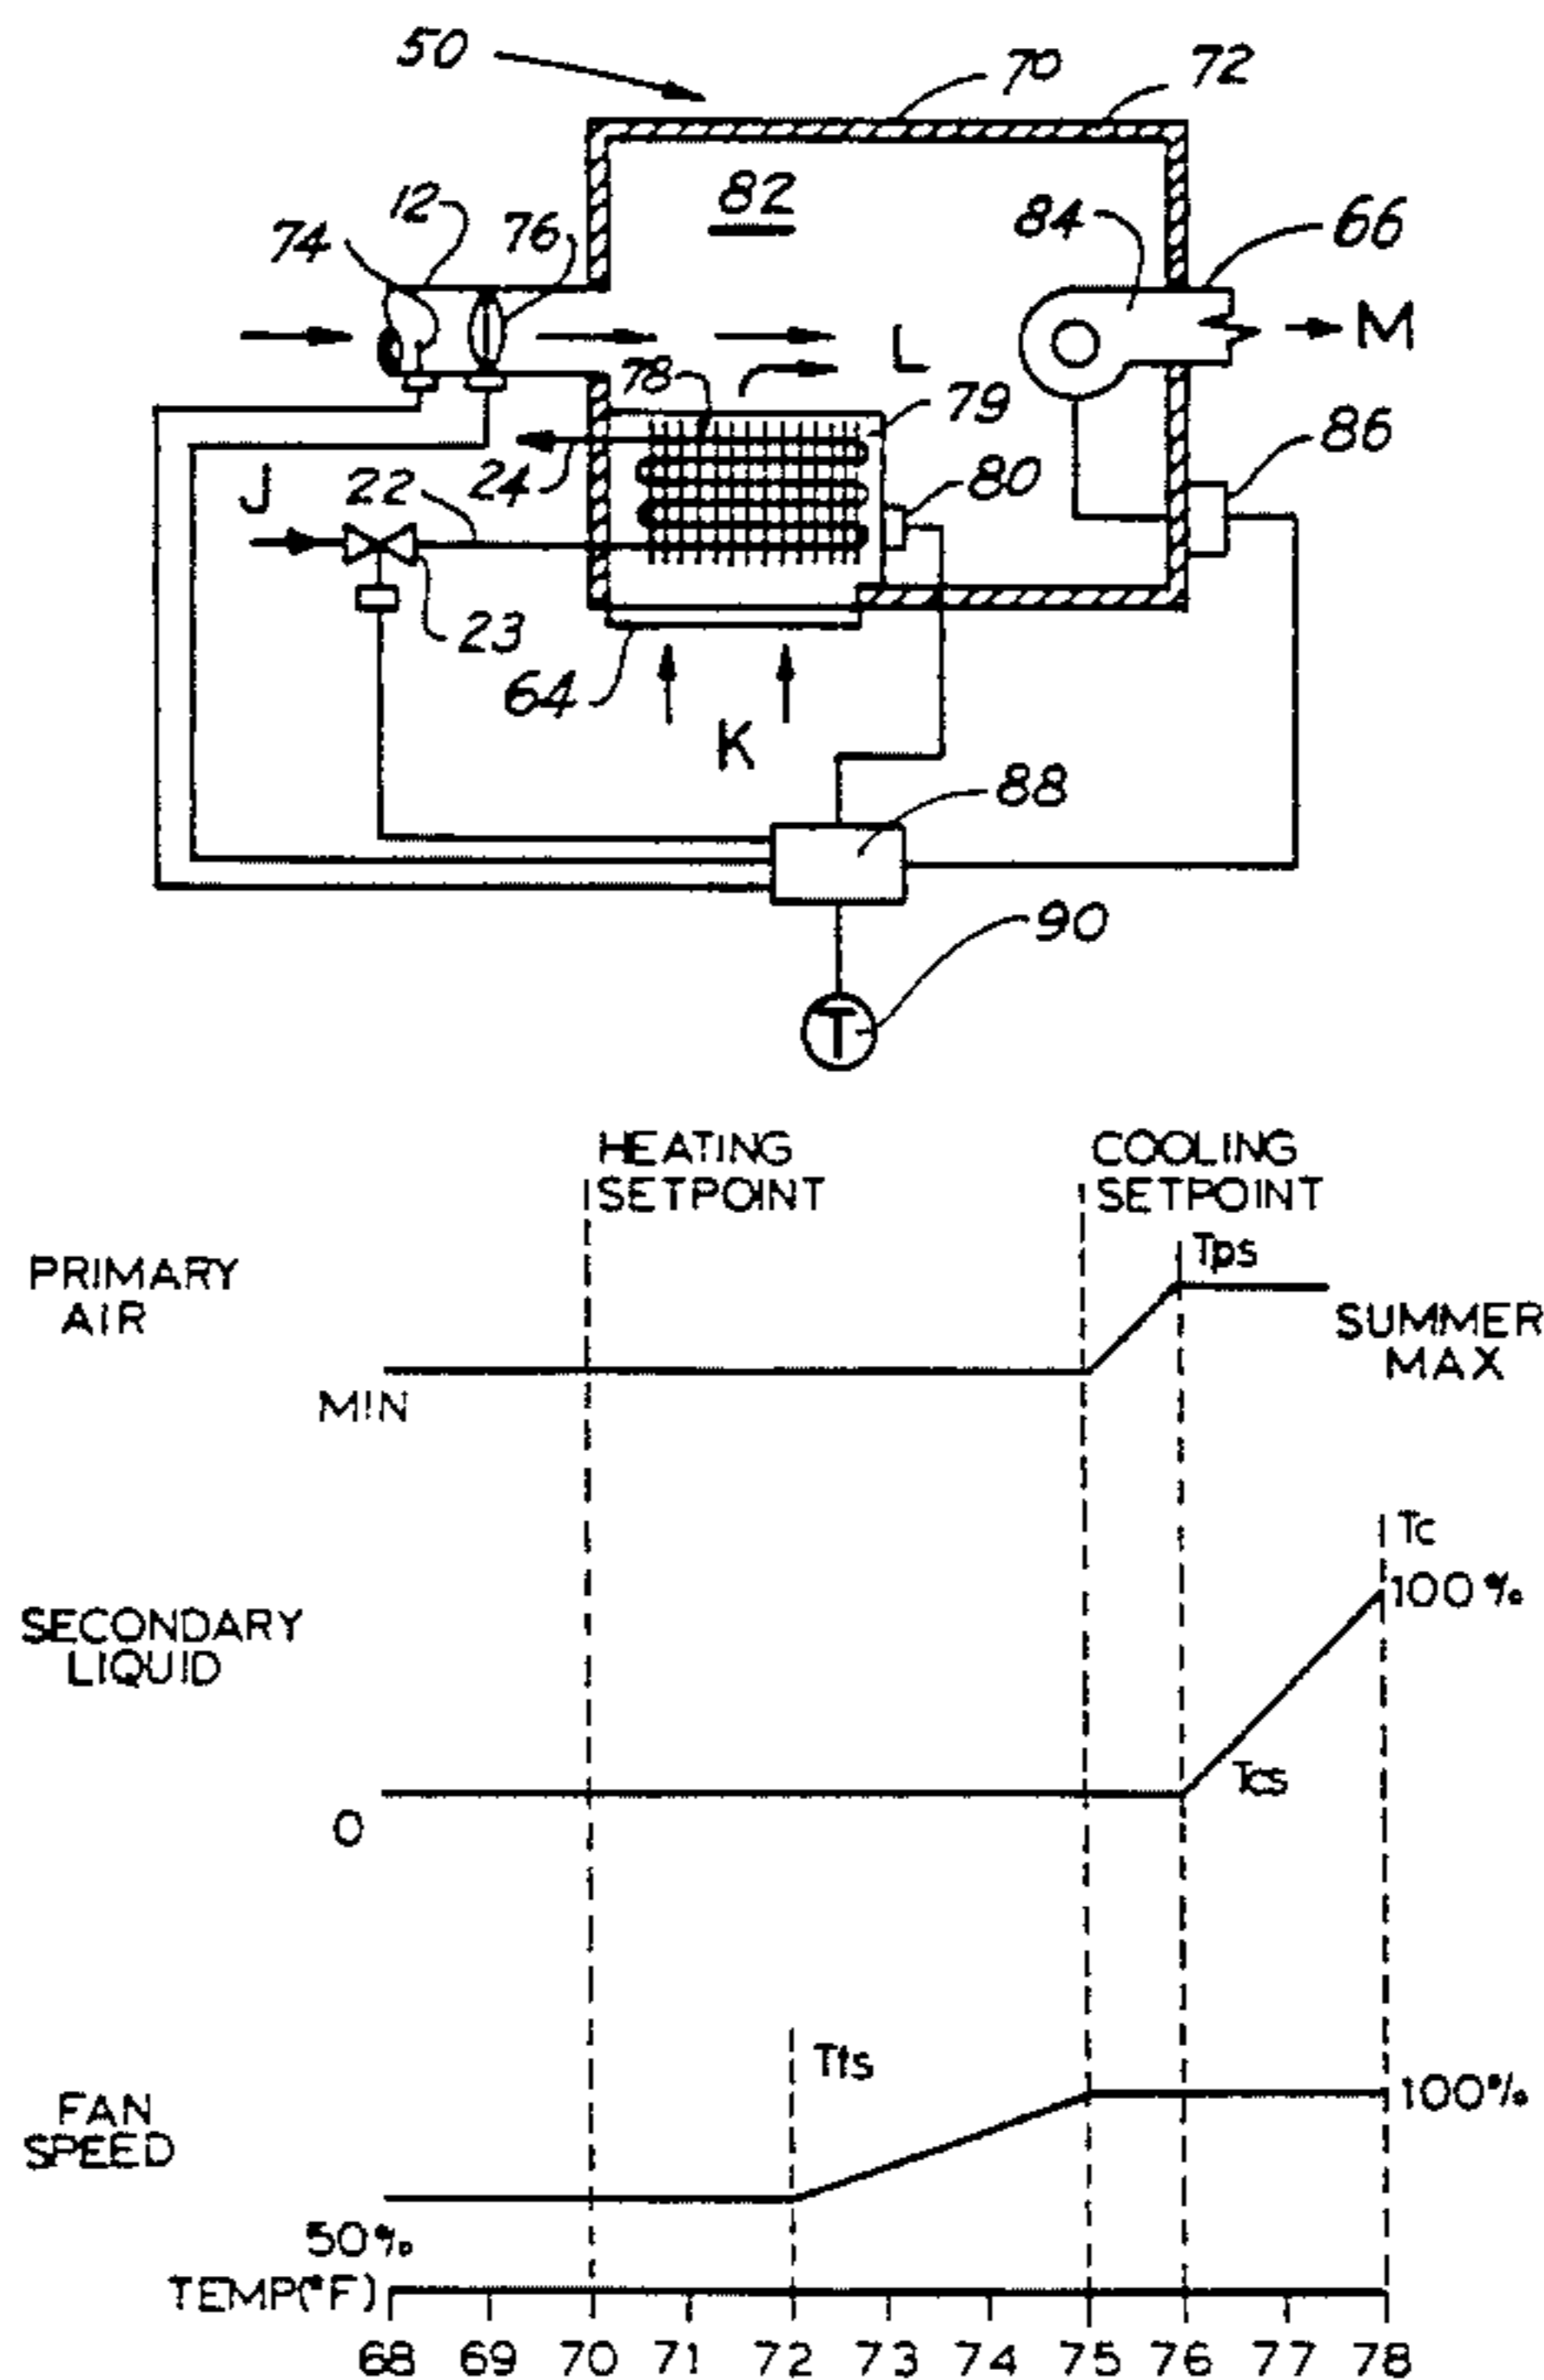 50
70
72
82
12
74
76
84
66
M
L
78
79
86
24
80
J
22
23
64
K
88
90
T
HEATING SETPOINT
COOLING SETPOINT
Tps
PRIMARY AIR
SUMMER MAX
MIN
Tc
100%
SECONDARY LIQUID
Tcs
0
Tfs
FAN SPEED
100%
50%
TEMP(°F)
68 69 70 71 72 73 74 75 76 77 78